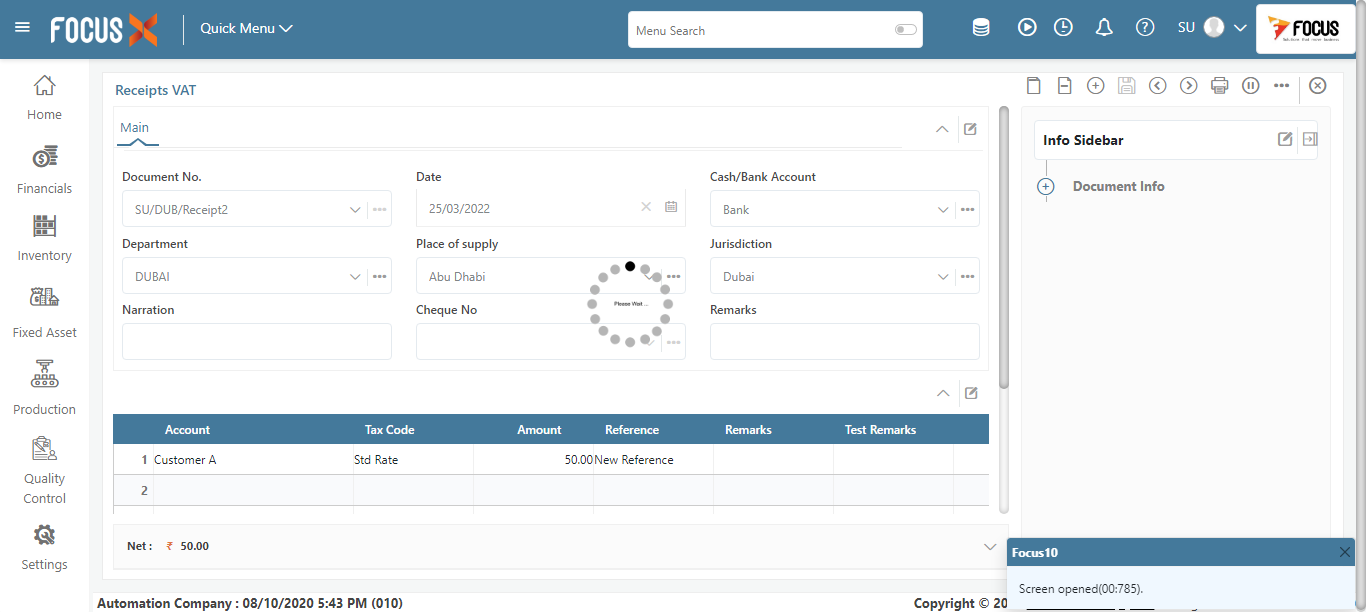 FOCUS X
Quick Menu
Menu Search
SU
FOCUS
Home
Financials
Inventory
Fixed Asset
Production
Quality
Control
Settings
Receipts VAT
Main
Document No.
Date
Cash/Bank Account
SU/DUB/Receipt2
25/03/2022
Bank
Department
Place of supply
Jurisdiction
DUBAI
Abu Dhabi
Dubai
Please Wait ...
Narration
Cheque No
Remarks
Account Tax Code Amount Reference Remarks Test Remarks
1 Customer A Std Rate 50.00 New Reference
2
Net : ₹ 50.00
Info Sidebar
Document Info
Focus10
Screen opened(00:785).
Automation Company : 08/10/2020 5:43 PM (010)
Copyright © 20